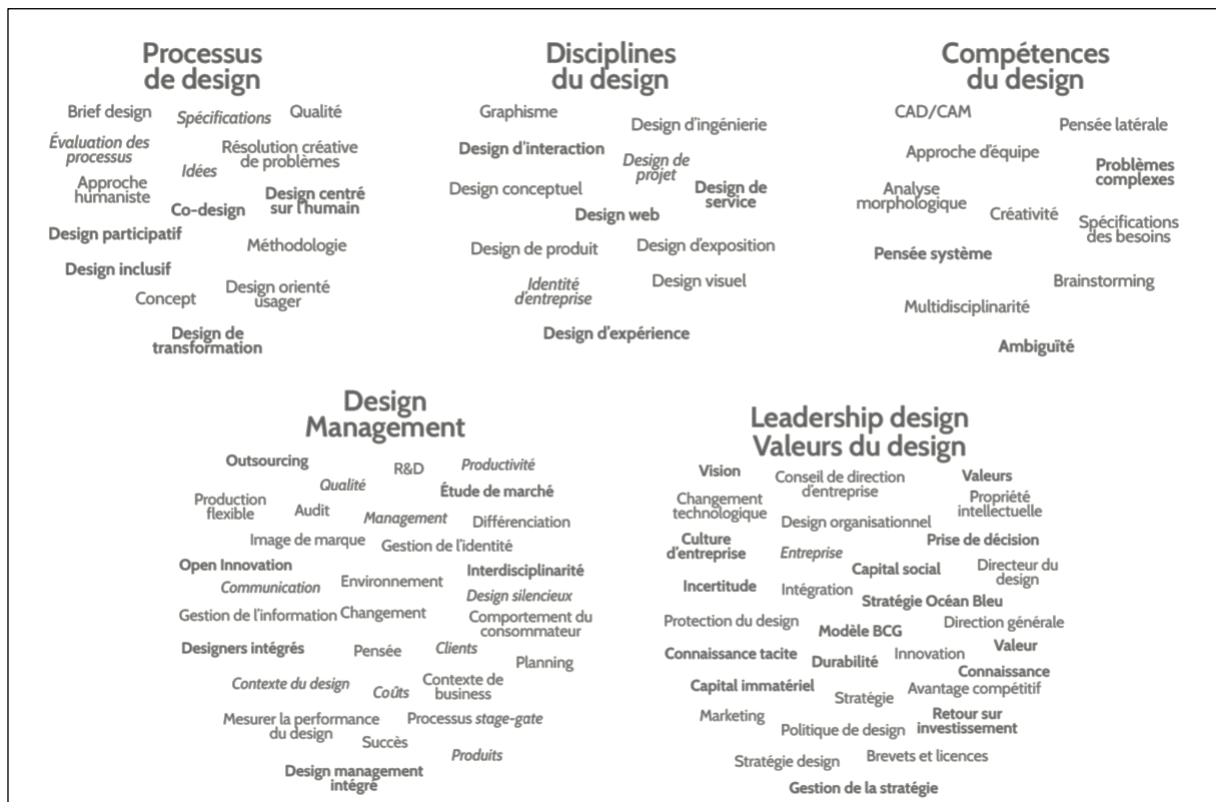 Processus
de design
Brief design
Spécifications
Qualité
Évaluation des
processus
Idées
Résolution créative
de problèmes
Approche
humaniste
Co-design
Design centré
sur l'humain
Design participatif
Méthodologie
Design inclusif
Concept
Design orienté
usager
Design de
transformation
Disciplines
du design
Graphisme
Design d'ingénierie
Design d'interaction
Design de
projet
Design conceptuel
Design de
service
Design web
Design de produit
Design d'exposition
Identité
d'entreprise
Design visuel
Design d'expérience
Compétences
du design
CAD/CAM
Pensée latérale
Approche d'équipe
Problèmes
complexes
Analyse
morphologique
Créativité
Spécifications
des besoins
Pensée système
Brainstorming
Multidisciplinarité
Ambiguïté
Design
Management
Outsourcing
R&D
Productivité
Qualité
Étude de marché
Production
flexible
Audit
Management
Différenciation
Image de marque
Gestion de l'identité
Open Innovation
Communication
Environnement
Interdisciplinarité
Design silencieux
Gestion de l'information
Changement
Comportement du
consommateur
Designers intégrés
Pensée
Clients
Planning
Contexte du design
Coûts
Contexte de
business
Mesurer la performance
du design
Processus stage-gate
Succès
Produits
Design management
intégré
Leadership design
Valeurs du design
Vision
Conseil de direction
d'entreprise
Valeurs
Changement
technologique
Design organisationnel
Propriété
intellectuelle
Culture
d'entreprise
Entreprise
Prise de décision
Capital social
Directeur du
design
Incertitude
Intégration
Stratégie Océan Bleu
Protection du design
Modèle BCG
Direction générale
Connaissance tacite
Durabilité
Innovation
Valeur
Connaissance
Capital immatériel
Stratégie
Avantage compétitif
Marketing
Politique de design
Retour sur
investissement
Stratégie design
Brevets et licences
Gestion de la stratégie